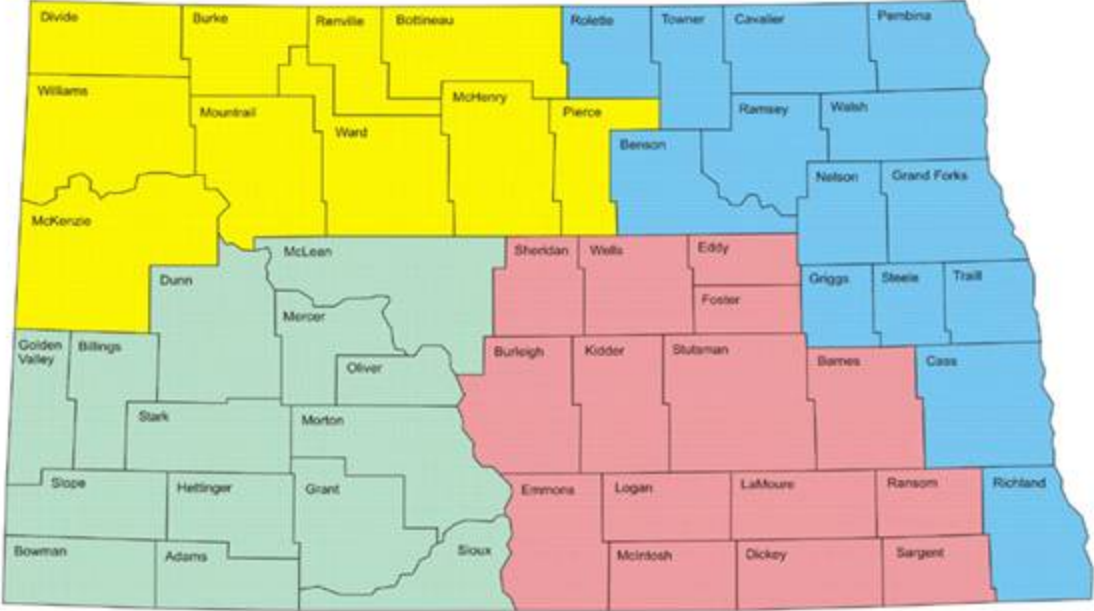 Divide
Burke
Renville
Bottineau
Rolette
Towner
Cavalier
Pembina
Williams
Mountrail
Ward
McHenry
Pierce
Benson
Ramsey
Walsh
Nelson
Grand Forks
McKenzie
Dunn
McLean
Sheridan
Wells
Eddy
Foster
Griggs
Steele
Traill
Golden
Valley
Billings
Mercer
Oliver
Burleigh
Kidder
Stutsman
Barnes
Cass
Stark
Morton
Slope
Hettinger
Grant
Emmons
Logan
LaMoure
Ransom
Richland
Bowman
Adams
Sioux
McIntosh
Dickey
Sargent